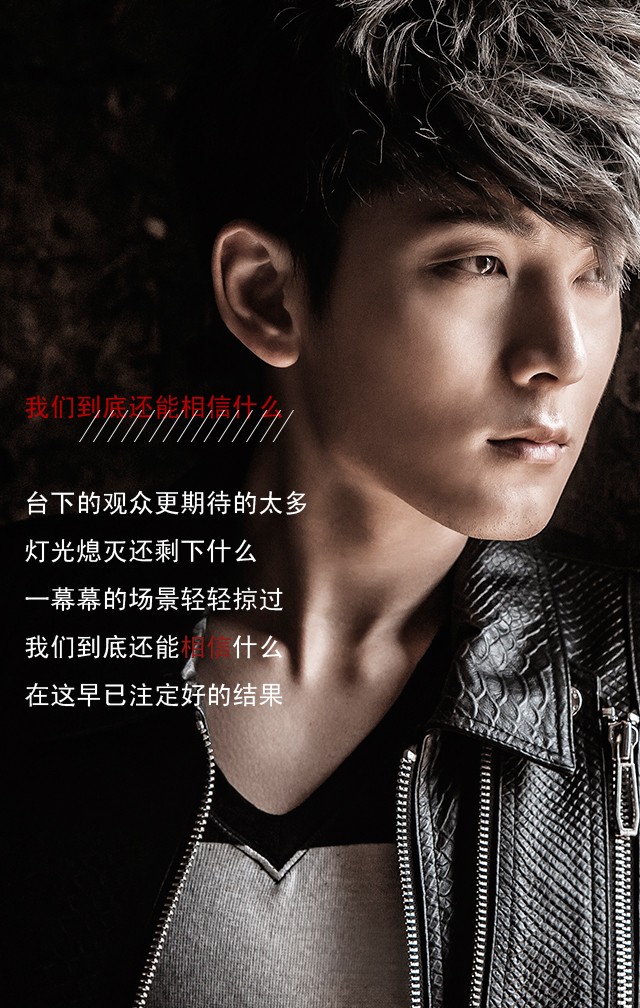 我们到底还能相信什么
台下的观众更期待的太多
灯光熄灭还剩下什么
一幕幕的场景轻轻掠过
我们到底还能相信什么
在这早已注定好的结果